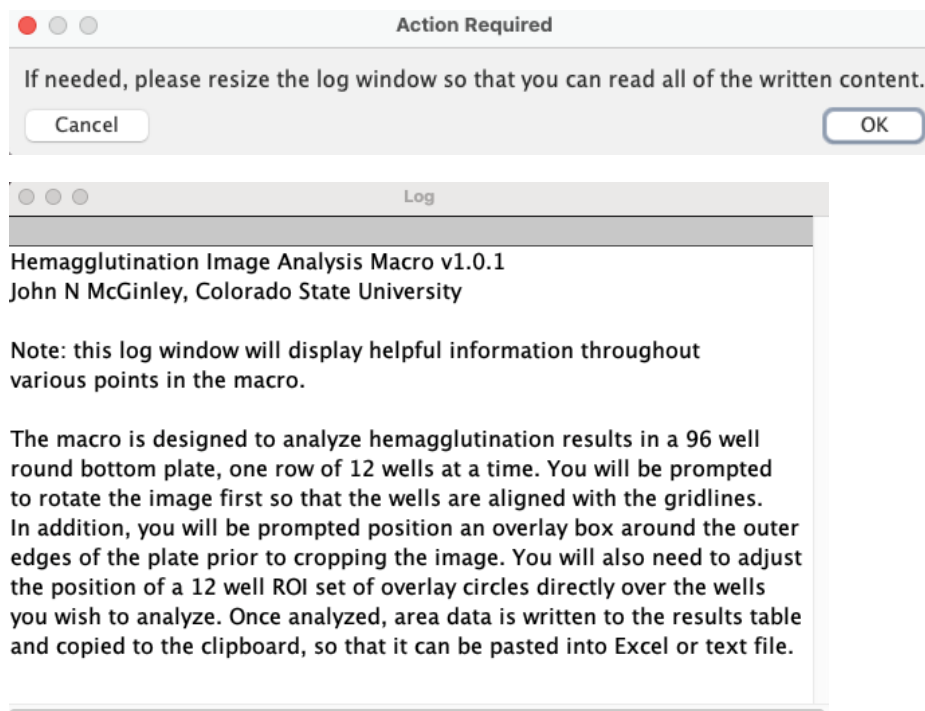 Action Required
If needed, please resize the log window so that you can read all of the written content.
Cancel
OK
Log
Hemagglutination Image Analysis Macro v1.0.1
John N McGinley, Colorado State University
Note: this log window will display helpful information throughout
various points in the macro.
The macro is designed to analyze hemagglutination results in a 96 well
round bottom plate, one row of 12 wells at a time. You will be prompted
to rotate the image first so that the wells are aligned with the gridlines.
In addition, you will be prompted position an overlay box around the outer
edges of the plate prior to cropping the image. You will also need to adjust
the position of a 12 well ROI set of overlay circles directly over the wells
you wish to analyze. Once analyzed, area data is written to the results table
and copied to the clipboard, so that it can be pasted into Excel or text file.